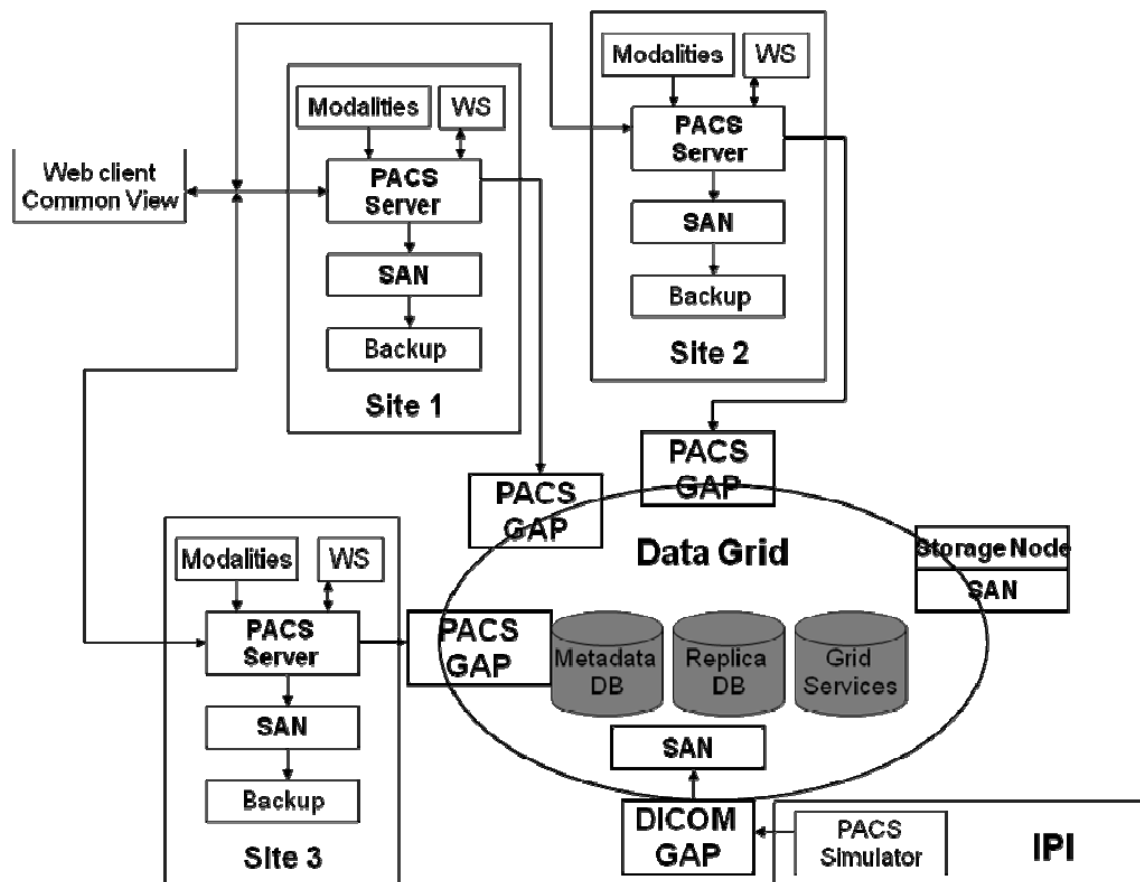 Modalities
WS
PACS
Server
SAN
Backup
Site 2
Modalities
WS
PACS
Server
SAN
Backup
Site 1
Web client
Common View
PACS
GAP
PACS
GAP
Data Grid
Storage Node
SAN
Modalities
WS
PACS
Server
SAN
Backup
Site 3
PACS
GAP
Metadata
DB
Replica
DB
Grid
Services
SAN
DICOM
GAP
PACS
Simulator
IPI